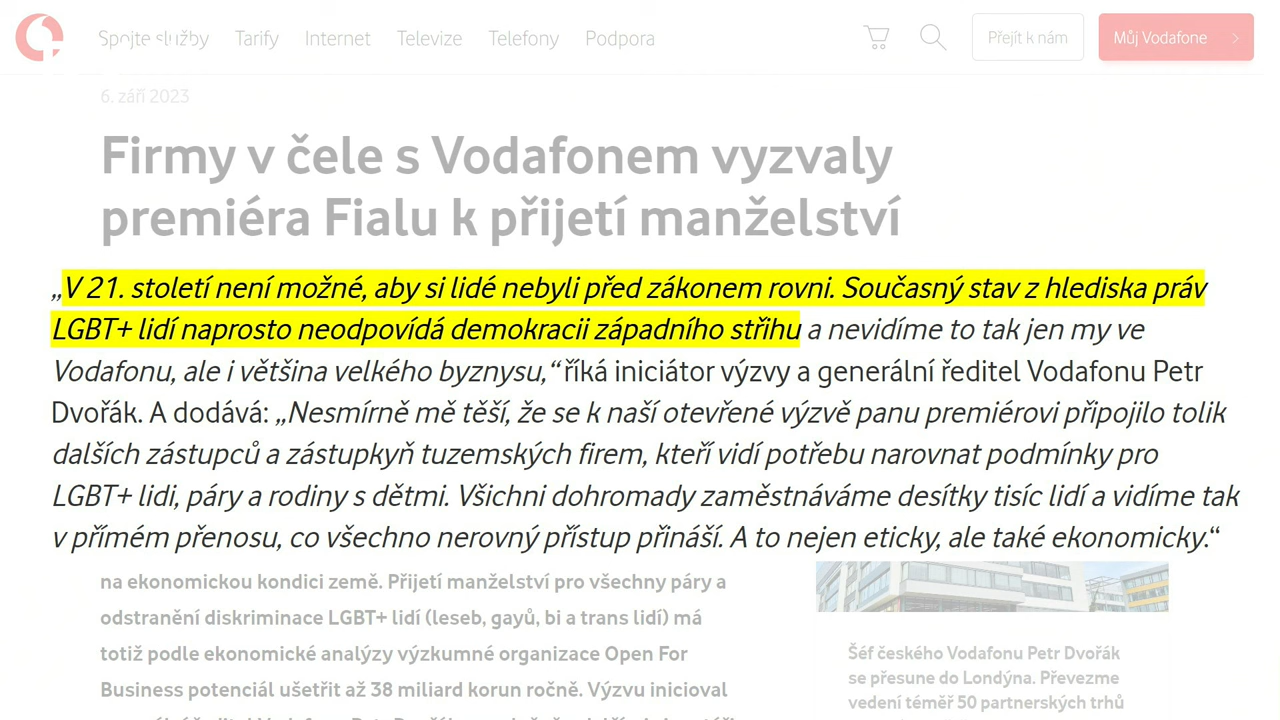 Spojte služby Tarify Internet Televize Telefony Podpora Přejít k nám Můj Vodafone
6. září 2023
Firmy v čele s Vodafonem vyzvaly
premiéra Fialu k přijetí manželství
„V 21. století není možné, aby si lidé nebyli před zákonem rovni. Současný stav z hlediska práv
LGBT+ lidí naprosto neodpovídá demokracii západního střihu a nevidíme to tak jen my ve
Vodafonu, ale i většina velkého byznysu,“ říká iniciátor výzvy a generální ředitel Vodafonu Petr
Dvořák. A dodává: „Nesmírně mě těší, že se k naší otevřené výzvě panu premiérovi připojilo tolik
dalších zástupců a zástupkyň tuzemských firem, kteří vidí potřebu narovnat podmínky pro
LGBT+ lidi, páry a rodiny s dětmi. Všichni dohromady zaměstnáváme desítky tisíc lidí a vidíme tak
v přímém přenosu, co všechno nerovný přístup přináší. A to nejen eticky, ale také ekonomicky.“
na ekonomickou kondici země. Přijetí manželství pro všechny páry a
odstranění diskriminace LGBT+ lidí (leseb, gayů, bi a trans lidí) má
totiž podle ekonomické analýzy výzkumné organizace Open For
Business potenciál ušetřit až 38 miliard korun ročně. Výzvu inicioval
Šéf českého Vodafonu Petr Dvořák
se přesune do Londýna. Převezme
vedení téměř 50 partnerských trhů